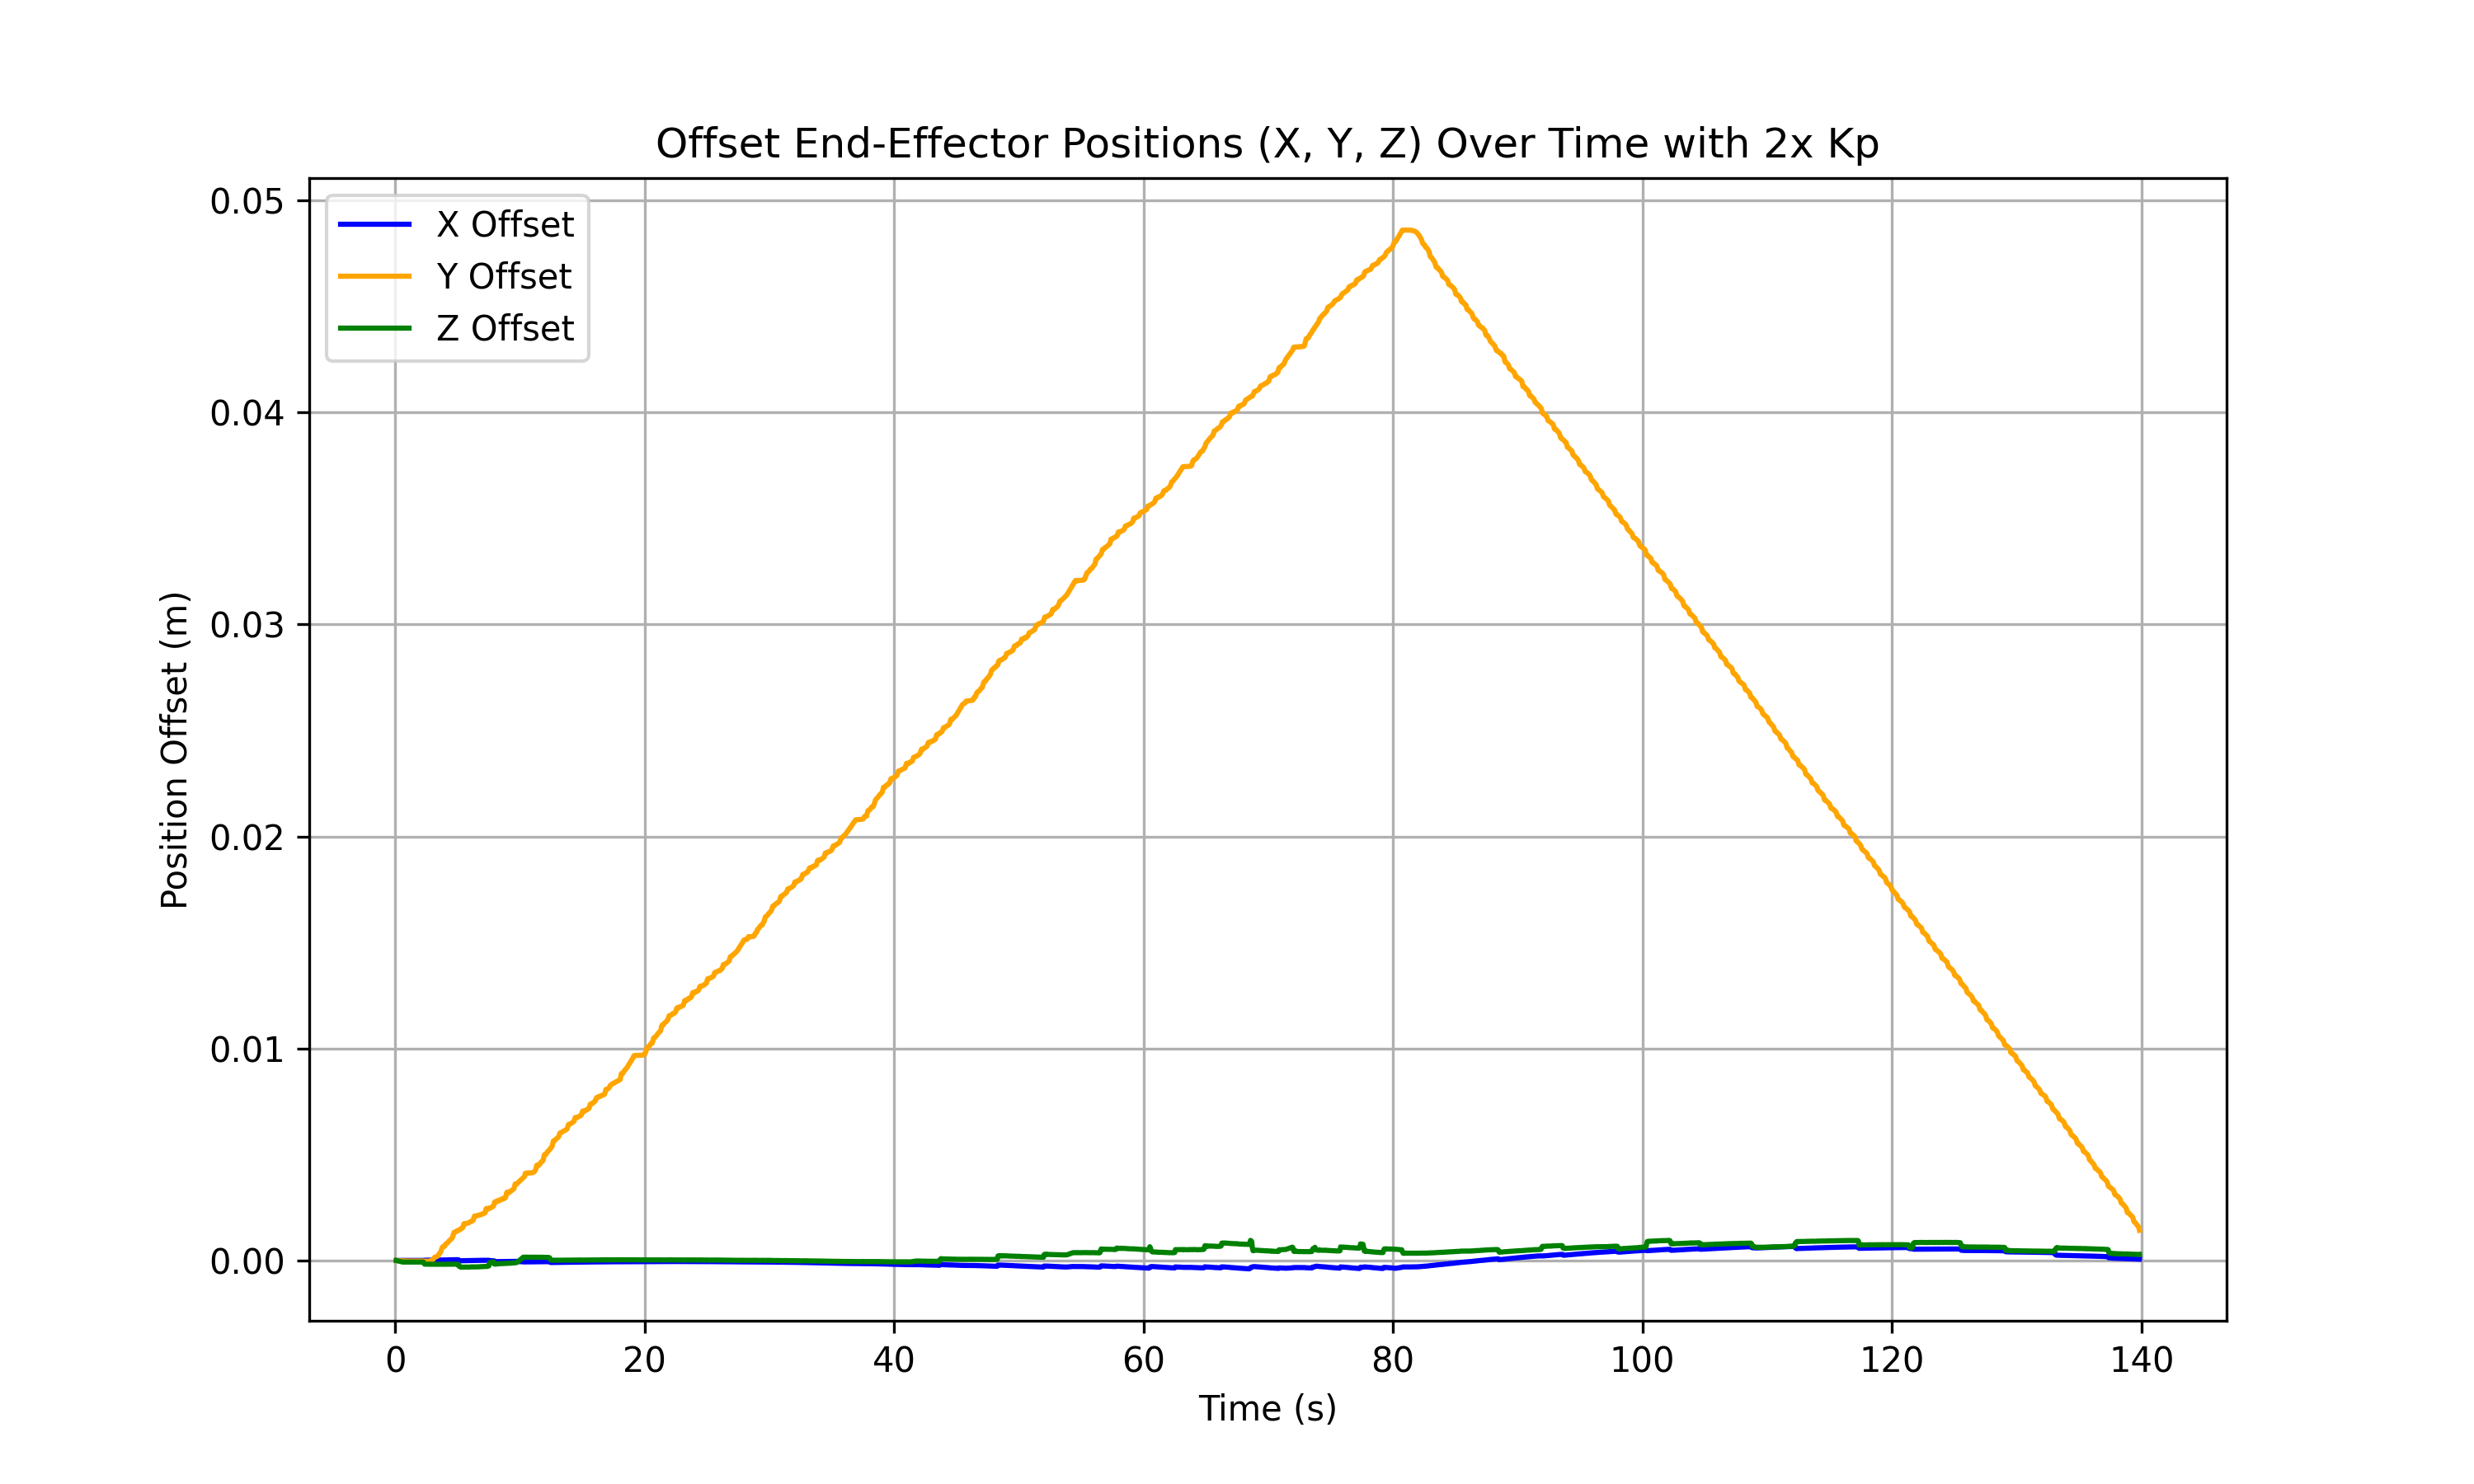 Offset End-Effector Positions (X, Y, Z) Over Time with 2x Kp
X Offset
Y Offset
Z Offset
0.05
0.04
0.03
0.02
0.01
0.00
Position Offset (m)
0 20 40 60 80 100 120 140
Time (s)